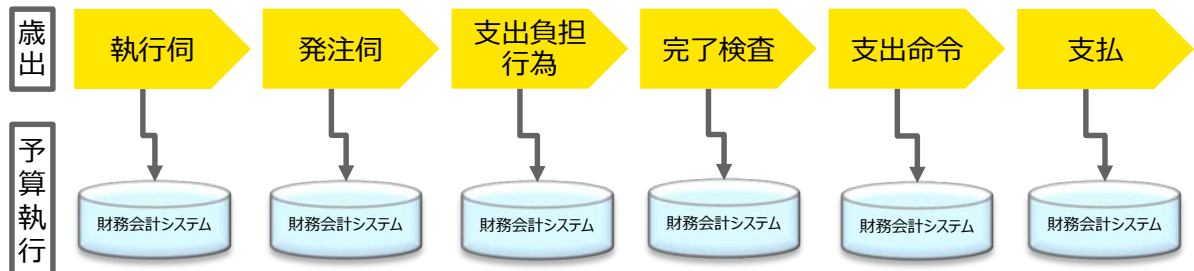 歳出
執行伺
発注伺
支出負担
行為
完了検査
支出命令
支払
予算執行
財務会計システム
財務会計システム
財務会計システム
財務会計システム
財務会計システム
財務会計システム